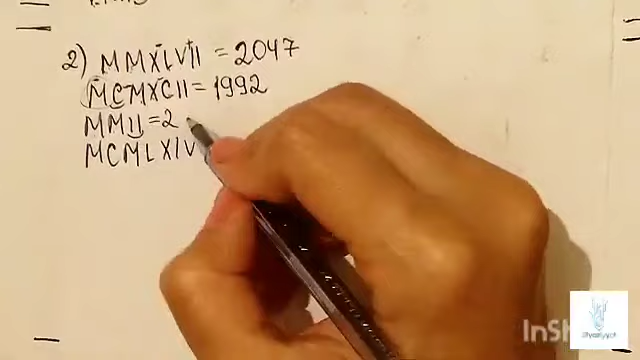 2) MMXLVII = 2047
MCMXCII = 1992
MMII = 2
MCMLXIV
InSh